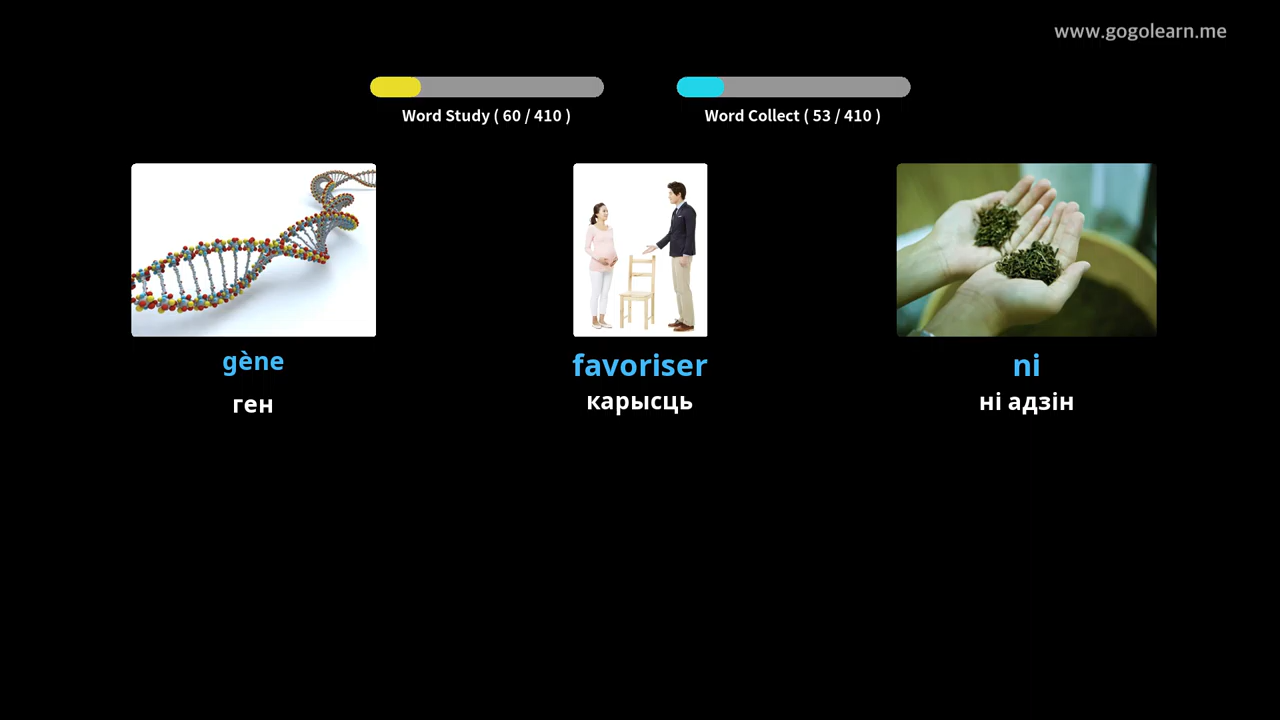 www.gogolearn.me
Word Study ( 60 / 410 )
Word Collect ( 53 / 410 )
gène
ген
favoriser
карысць
ni
ні адзін